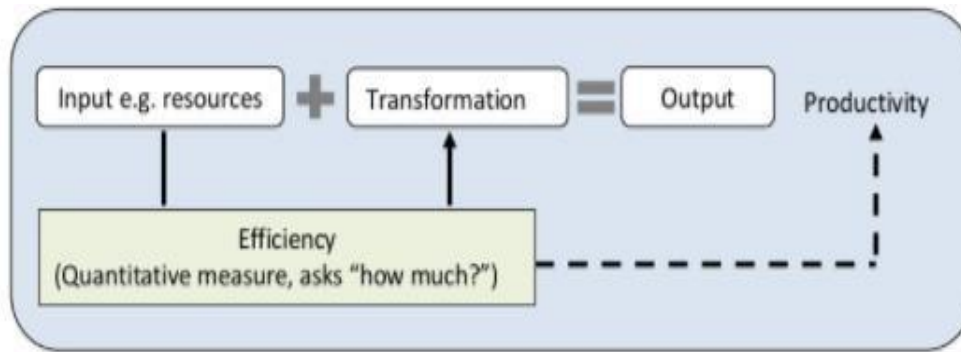 Input e.g. resources
Transformation
Output
Productivity
Efficiency
(Quantitative measure, asks “how much?”)